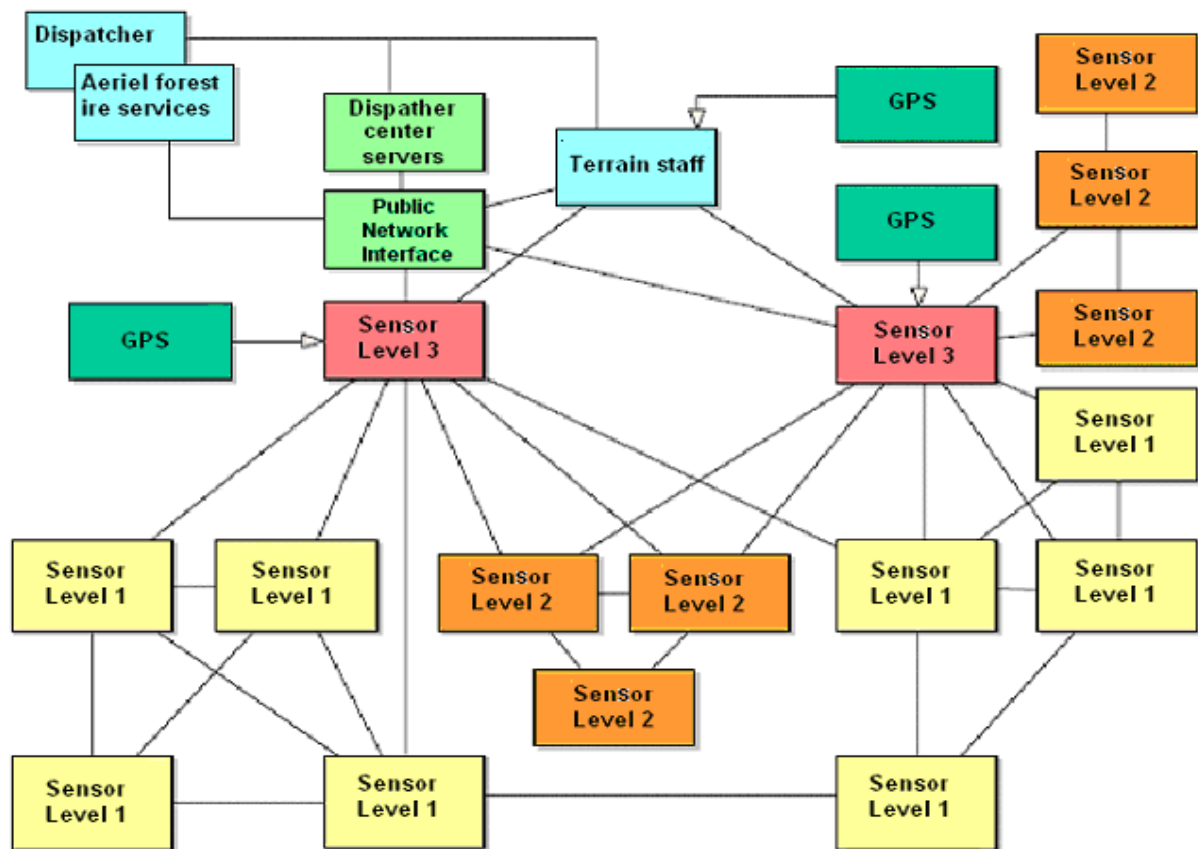 Dispatcher
Aeriel forest
ire services
Dispather
center
servers
Public
Network
Interface
Terrain staff
GPS
GPS
Sensor
Level 2
Sensor
Level 2
Sensor
Level 2
GPS
Sensor
Level 3
Sensor
Level 3
Sensor
Level 1
Sensor
Level 1
Sensor
Level 1
Sensor
Level 2
Sensor
Level 2
Sensor
Level 1
Sensor
Level 1
Sensor
Level 2
Sensor
Level 1
Sensor
Level 1
Sensor
Level 1